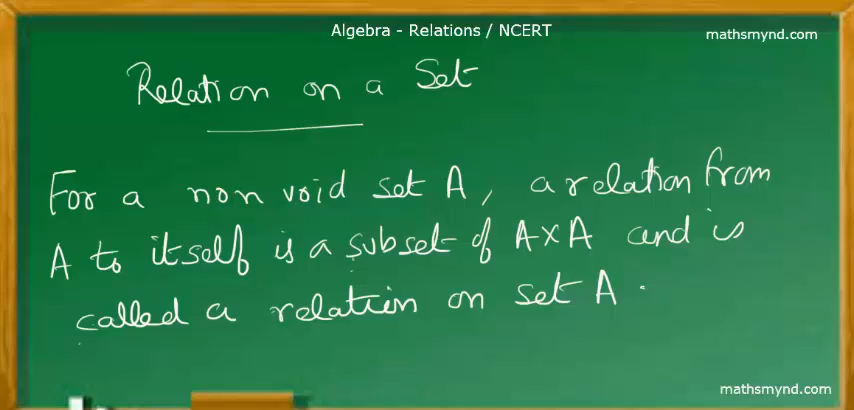 Algebra - Relations / NCERT
mathsmynd.com
Relation on a Set
For a non void set A, a relation from
A to itself is a subset of A×A and is
called a relation on set A.
mathsmynd.com